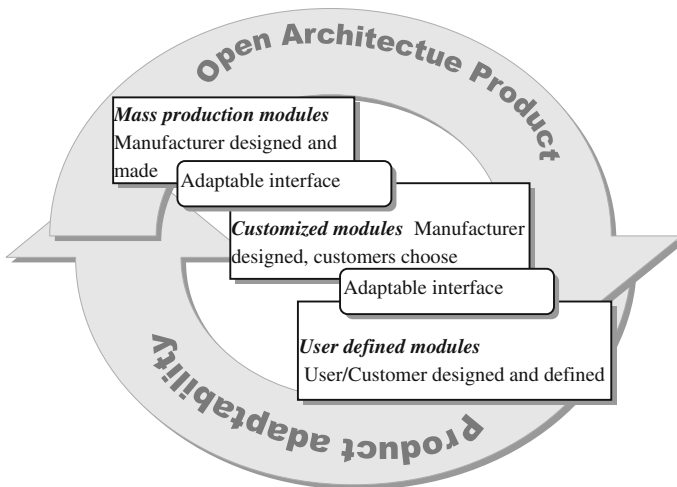 Open Architectue Product
Mass production modules
Manufacturer designed and
made
Adaptable interface
Customized modules Manufacturer
designed, customers choose
Adaptable interface
User defined modules
User/Customer designed and defined
Product adaptability